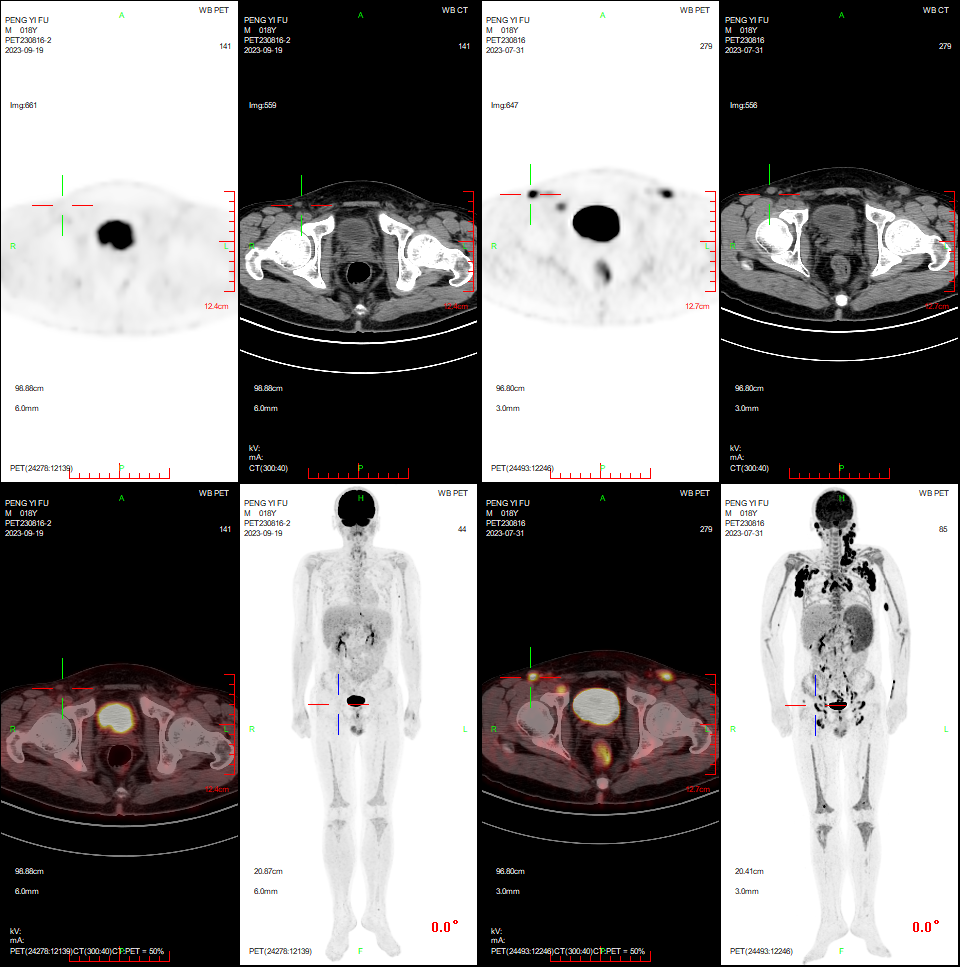 WB PET
A
PENG YI FU
M 018Y
PET230816-2
2023-09-19
141
Img:661
R
L
12.4cm
98.88cm
6.0mm
PET(24278:12139)
P
WB CT
A
PENG YI FU
M 018Y
PET230816-2
2023-09-19
141
Img:559
R
L
12.4cm
98.88cm
6.0mm
kV:
mA:
CT(300:40)
P
WB PET
A
PENG YI FU
M 018Y
PET230816
2023-07-31
279
Img:647
R
L
12.7cm
96.80cm
3.0mm
PET(24493:12246)
P
WB CT
A
PENG YI FU
M 018Y
PET230816
2023-07-31
279
Img:556
R
L
12.7cm
96.80cm
3.0mm
kV:
mA:
CT(300:40)
P
WB PET
A
PENG YI FU
M 018Y
PET230816-2
2023-09-19
141
R
L
12.4cm
98.88cm
6.0mm
kV:
mA:
PET(24278:12139)CT(300:40)CT:PET = 50%
WB PET
H
PENG YI FU
M 018Y
PET230816-2
2023-09-19
44
R
L
20.87cm
6.0mm
0.0°
PET(24278:12139)
F
WB PET
A
PENG YI FU
M 018Y
PET230816
2023-07-31
279
R
L
12.7cm
96.80cm
3.0mm
kV:
mA:
PET(24493:12246)CT(300:40)CT:PET = 50%
WB PET
H
PENG YI FU
M 018Y
PET230816
2023-07-31
85
R
L
20.41cm
3.0mm
0.0°
PET(24493:12246)
F